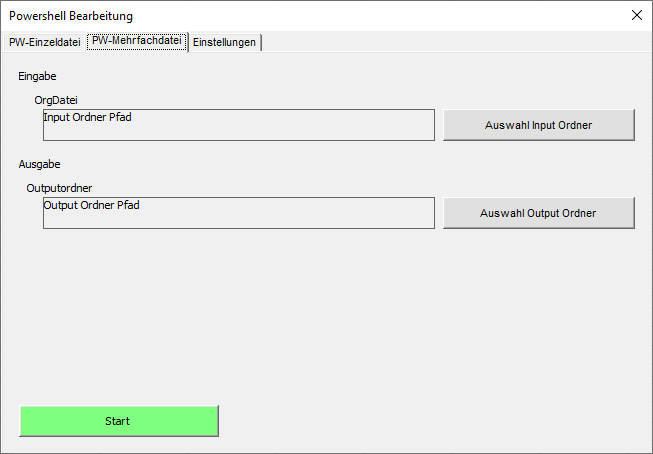 Powershell Bearbeitung
PW-Einzeldatei PW-Mehrfachdatei Einstellungen
Eingabe
OrgDatei
Input Ordner Pfad
Auswahl Input Ordner
Ausgabe
Outputordner
Output Ordner Pfad
Auswahl Output Ordner
Start